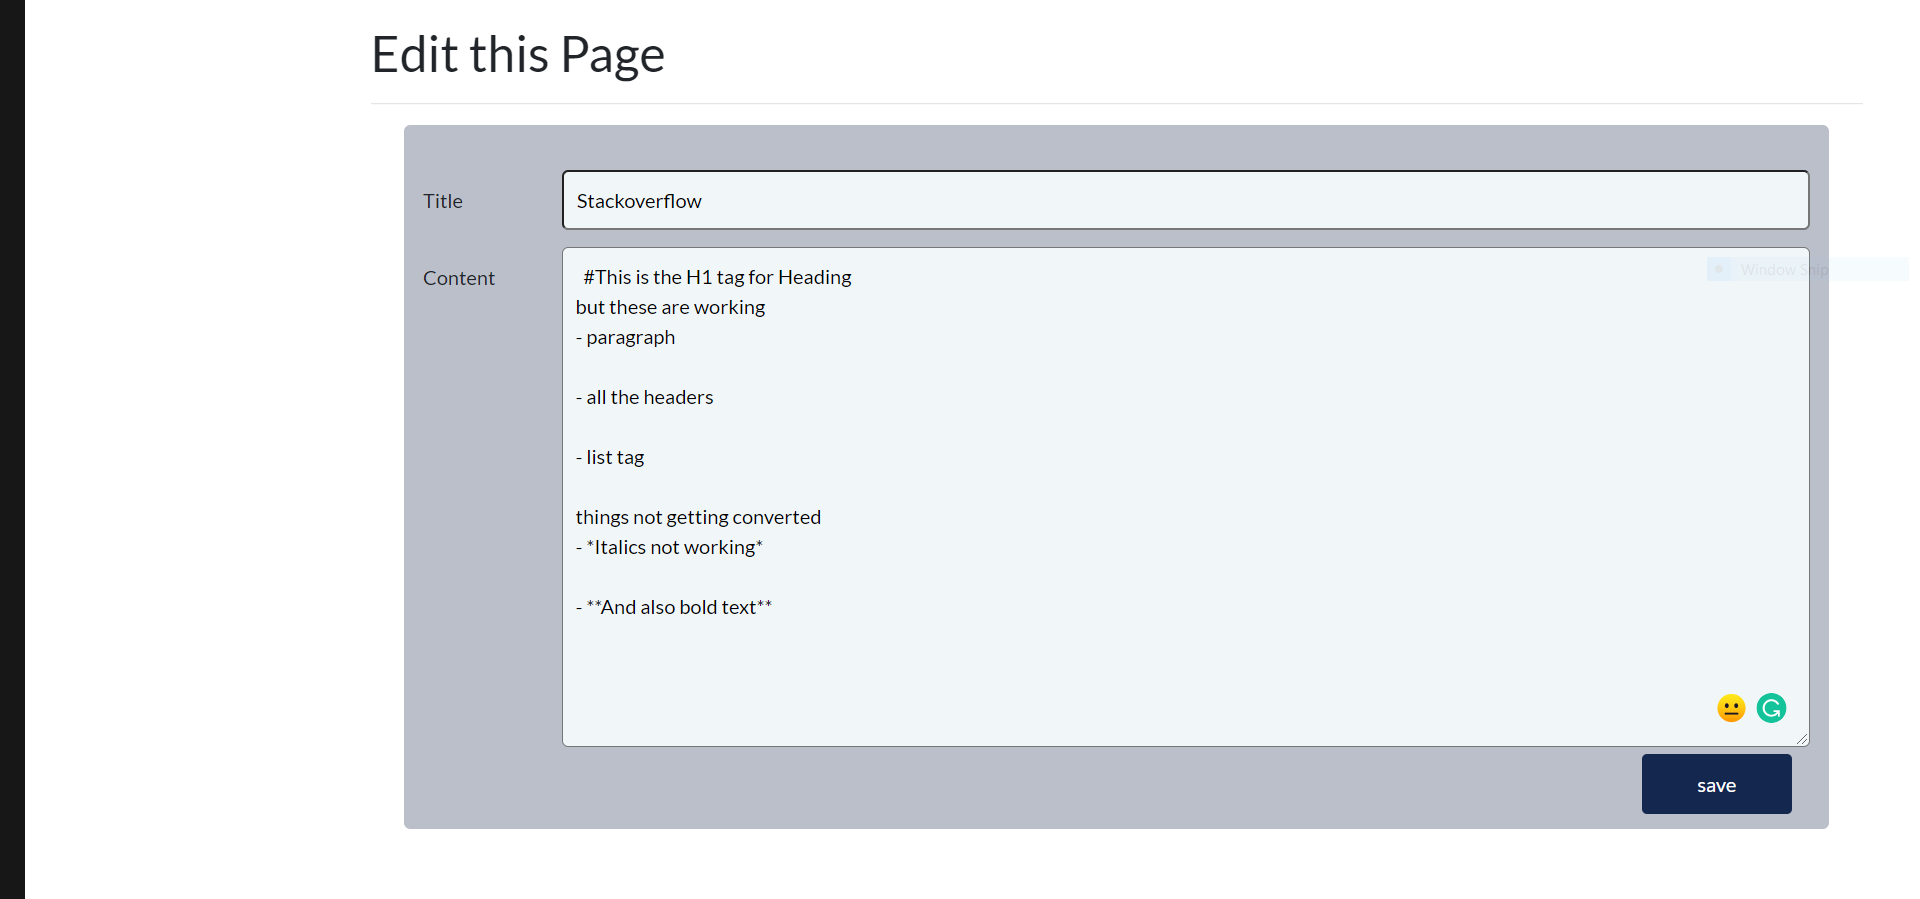 Edit this Page
Title
Stackoverflow
Content
#This is the H1 tag for Heading
but these are working
- paragraph
- all the headers
- list tag
things not getting converted
- *Italics not working*
- **And also bold text**
Window Snip
save